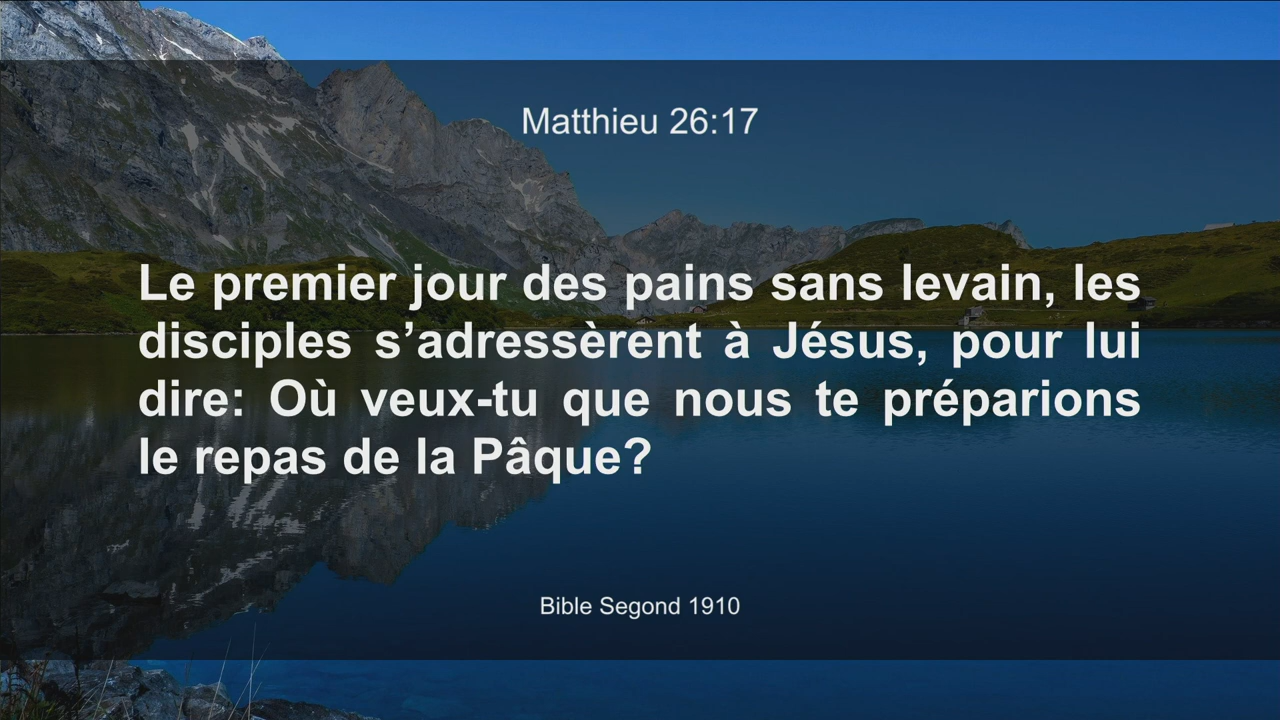 Matthieu 26:17
Le premier jour des pains sans levain, les
disciples s’adressèrent à Jésus, pour lui
dire: Où veux-tu que nous te préparions
le repas de la Pâque?
Bible Segond 1910